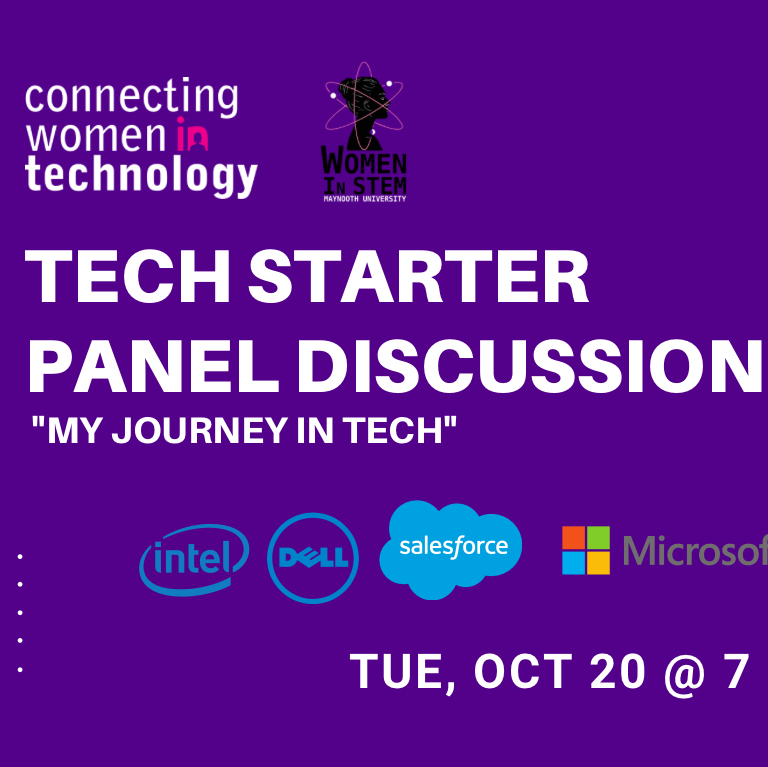 connecting
women in
technology
WOMEN
IN STEM
MAYNOOTH UNIVERSITY
TECH STARTER
PANEL DISCUSSION
"MY JOURNEY IN TECH"
intel
DELL
salesforce
Microsof
TUE, OCT 20 @ 7